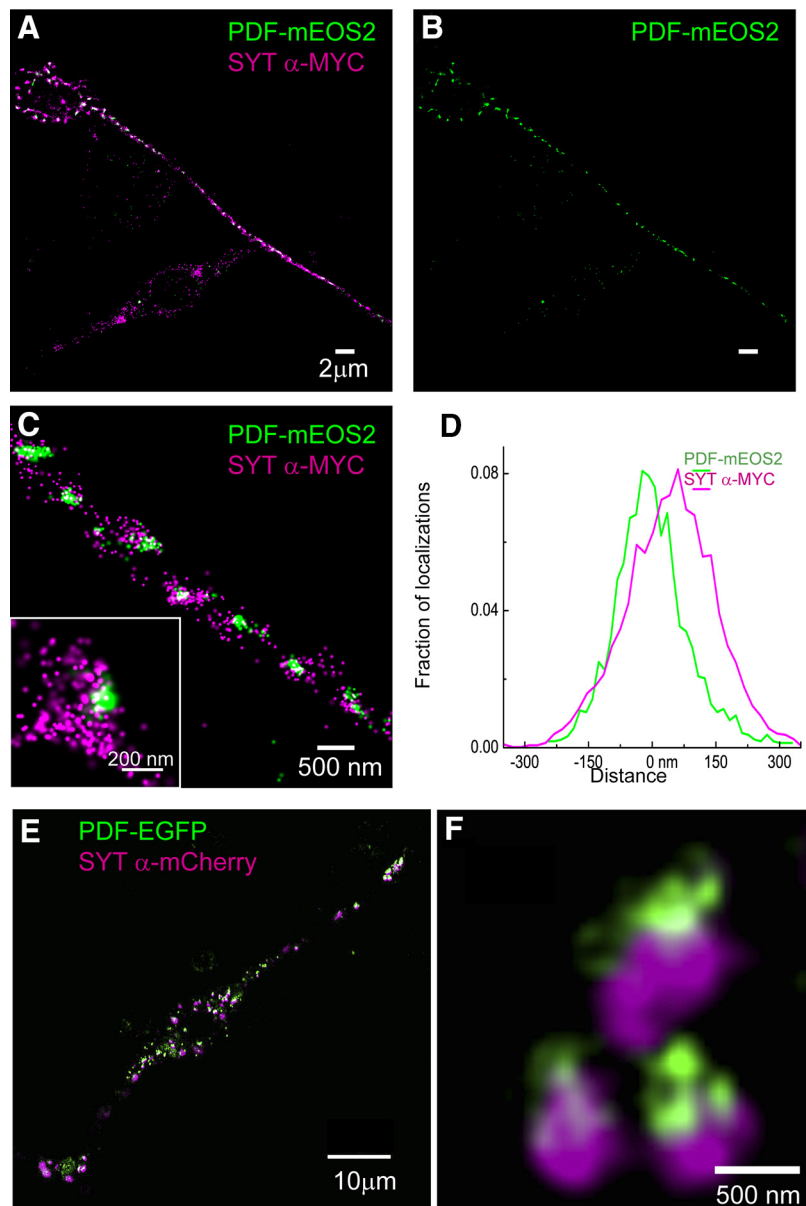 A
PDF-mEOS2
SYT α-MYC
2μm
B
PDF-mEOS2
C
PDF-mEOS2
SYT α-MYC
200 nm
500 nm
D
PDF-mEOS2
SYT α-MYC
Fraction of localizations
0.08
0.04
0.00
-300 -150 0 nm 150 300
Distance
E
PDF-EGFP
SYT α-mCherry
10μm
F
500 nm